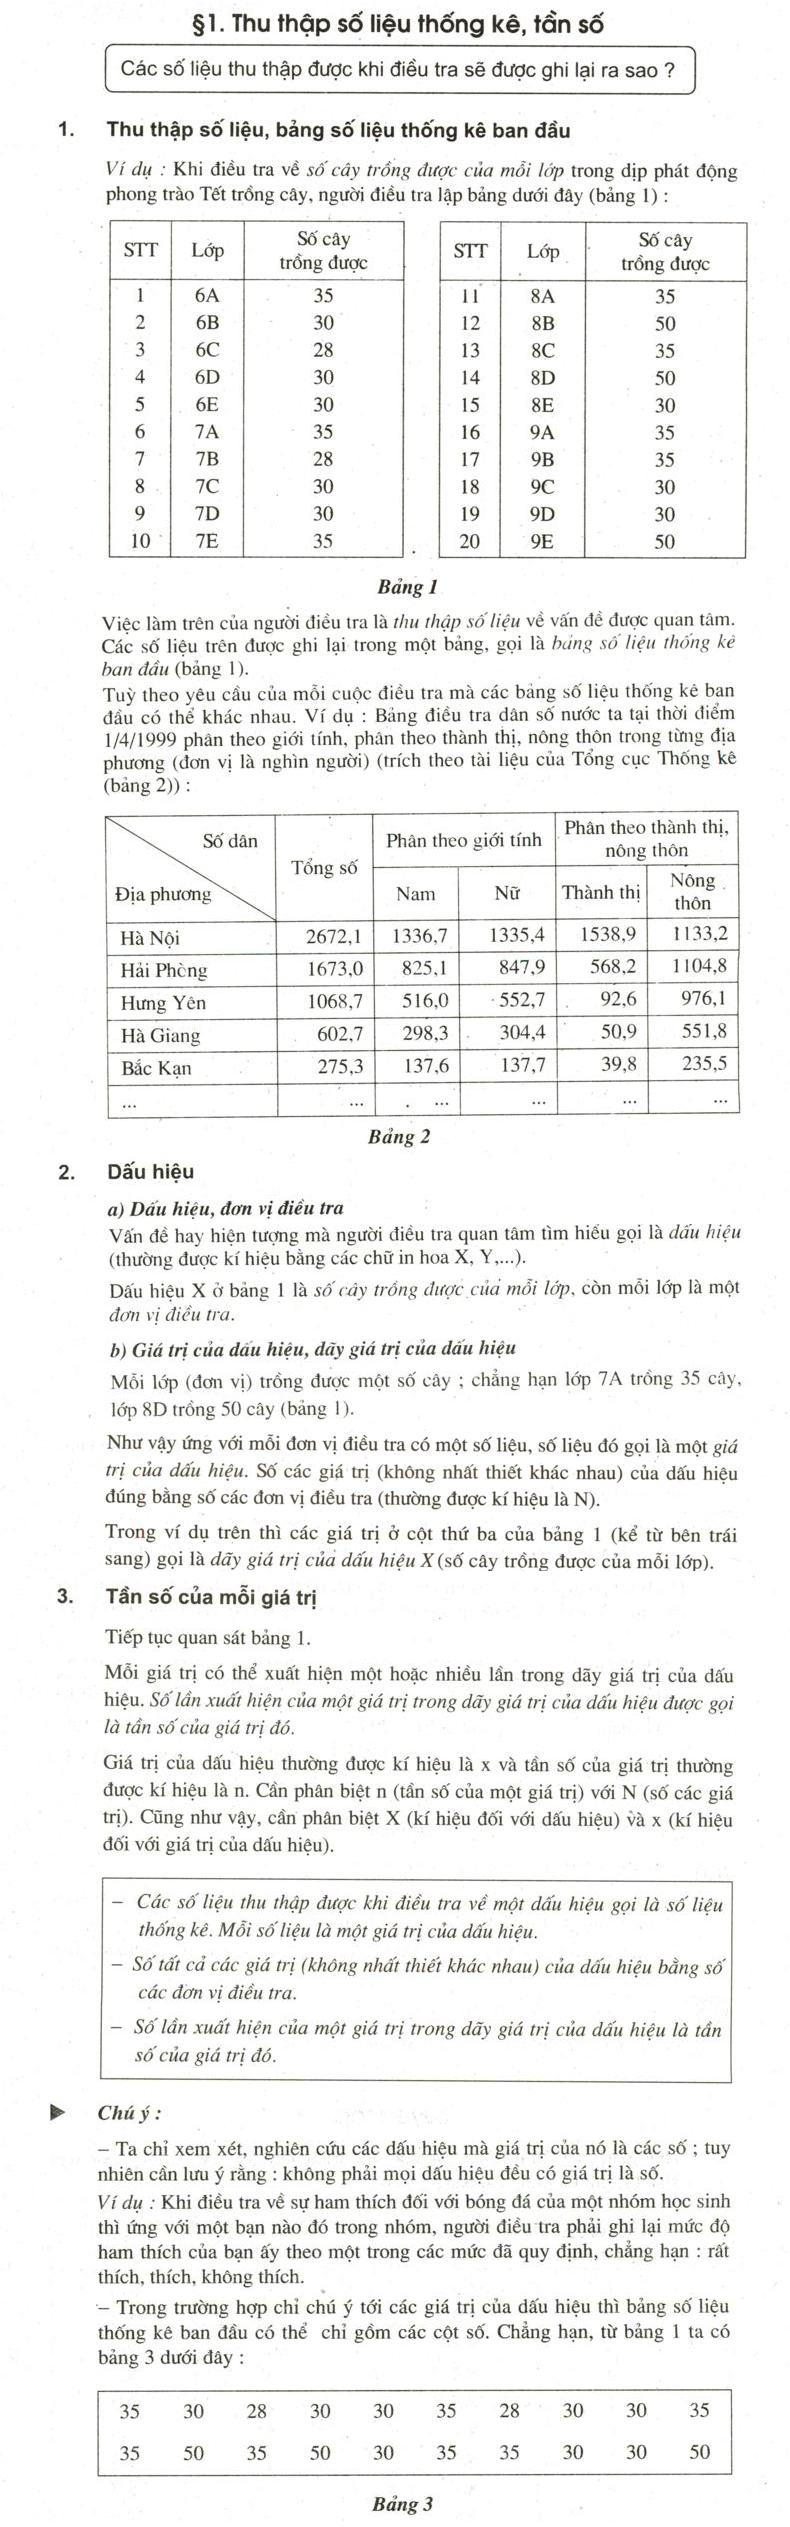 §1. Thu thập số liệu thống kê, tần số
Các số liệu thu thập được khi điều tra sẽ được ghi lại ra sao ?
1. Thu thập số liệu, bảng số liệu thống kê ban đầu
Ví dụ : Khi điều tra về số cây trồng được của mỗi lớp trong dịp phát động
phong trào Tết trồng cây, người điều tra lập bảng dưới đây (bảng 1) :
STT Lớp Số cây trồng được
1 6A 35
2 6B 30
3 6C 28
4 6D 30
5 6E 30
6 7A 35
7 7B 28
8 7C 30
9 7D 30
10 7E 35
STT Lớp Số cây trồng được
11 8A 35
12 8B 50
13 8C 35
14 8D 50
15 8E 30
16 9A 35
17 9B 35
18 9C 30
19 9D 30
20 9E 50
Bảng 1
Việc làm trên của người điều tra là thu thập số liệu về vấn đề được quan tâm.
Các số liệu trên được ghi lại trong một bảng, gọi là bảng số liệu thống kê
ban đầu (bảng 1).
Tuỳ theo yêu cầu của mỗi cuộc điều tra mà các bảng số liệu thống kê ban
đầu có thể khác nhau. Ví dụ : Bảng điều tra dân số nước ta tại thời điểm
1/4/1999 phân theo giới tính, phân theo thành thị, nông thôn trong từng địa
phương (đơn vị là nghìn người) (trích theo tài liệu của Tổng cục Thống kê
(bảng 2)) :
Số dân
Địa phương
Tổng số
Phân theo giới tính
Phân theo thành thị,
nông thôn
Nam Nữ Thành thị Nông
thôn
Hà Nội 2672,1 1336,7 1335,4 1538,9 1133,2
Hải Phòng 1673,0 825,1 847,9 568,2 1104,8
Hưng Yên 1068,7 516,0 552,7 92,6 976,1
Hà Giang 602,7 298,3 304,4 50,9 551,8
Bắc Kạn 275,3 137,6 137,7 39,8 235,5
... ... ... ... ... ...
Bảng 2
2. Dấu hiệu
a) Dấu hiệu, đơn vị điều tra
Vấn đề hay hiện tượng mà người điều tra quan tâm tìm hiểu gọi là dấu hiệu
(thường được kí hiệu bằng các chữ in hoa X, Y,...).
Dấu hiệu X ở bảng 1 là số cây trồng được của mỗi lớp, còn mỗi lớp là một
đơn vị điều tra.
b) Giá trị của dấu hiệu, dãy giá trị của dấu hiệu
Mỗi lớp (đơn vị) trồng được một số cây ; chẳng hạn lớp 7A trồng 35 cây,
lớp 8D trồng 50 cây (bảng 1).
Như vậy ứng với mỗi đơn vị điều tra có một số liệu, số liệu đó gọi là một giá
trị của dấu hiệu. Số các giá trị (không nhất thiết khác nhau) của dấu hiệu
đúng bằng số các đơn vị điều tra (thường được kí hiệu là N).
Trong ví dụ trên thì các giá trị ở cột thứ ba của bảng 1 (kể từ bên trái
sang) gọi là dãy giá trị của dấu hiệu X (số cây trồng được của mỗi lớp).
3. Tần số của mỗi giá trị
Tiếp tục quan sát bảng 1.
Mỗi giá trị có thể xuất hiện một hoặc nhiều lần trong dãy giá trị của dấu
hiệu. Số lần xuất hiện của một giá trị trong dãy giá trị của dấu hiệu được gọi
là tần số của giá trị đó.
Giá trị của dấu hiệu thường được kí hiệu là x và tần số của giá trị thường
được kí hiệu là n. Cần phân biệt n (tần số của một giá trị) với N (số các giá
trị). Cũng như vậy, cần phân biệt X (kí hiệu đối với dấu hiệu) và x (kí hiệu
đối với giá trị của dấu hiệu).
– Các số liệu thu thập được khi điều tra về một dấu hiệu gọi là số liệu
thống kê. Mỗi số liệu là một giá trị của dấu hiệu.
– Số tất cả các giá trị (không nhất thiết khác nhau) của dấu hiệu bằng số
các đơn vị điều tra.
– Số lần xuất hiện của một giá trị trong dãy giá trị của dấu hiệu là tần
số của giá trị đó.
Chú ý :
– Ta chỉ xem xét, nghiên cứu các dấu hiệu mà giá trị của nó là các số ; tuy
nhiên cần lưu ý rằng : không phải mọi dấu hiệu đều có giá trị là số.
Ví dụ : Khi điều tra về sự ham thích đối với bóng đá của một nhóm học sinh
thì ứng với một bạn nào đó trong nhóm, người điều tra phải ghi lại mức độ
ham thích của bạn ấy theo một trong các mức đã quy định, chẳng hạn : rất
thích, thích, không thích.
– Trong trường hợp chỉ chú ý tới các giá trị của dấu hiệu thì bảng số liệu
thống kê ban đầu có thể chỉ gồm các cột số. Chẳng hạn, từ bảng 1 ta có
bảng 3 dưới đây :
35 30 28 30 30 35 28 30 30 35
35 50 35 50 30 35 35 30 30 50
Bảng 3